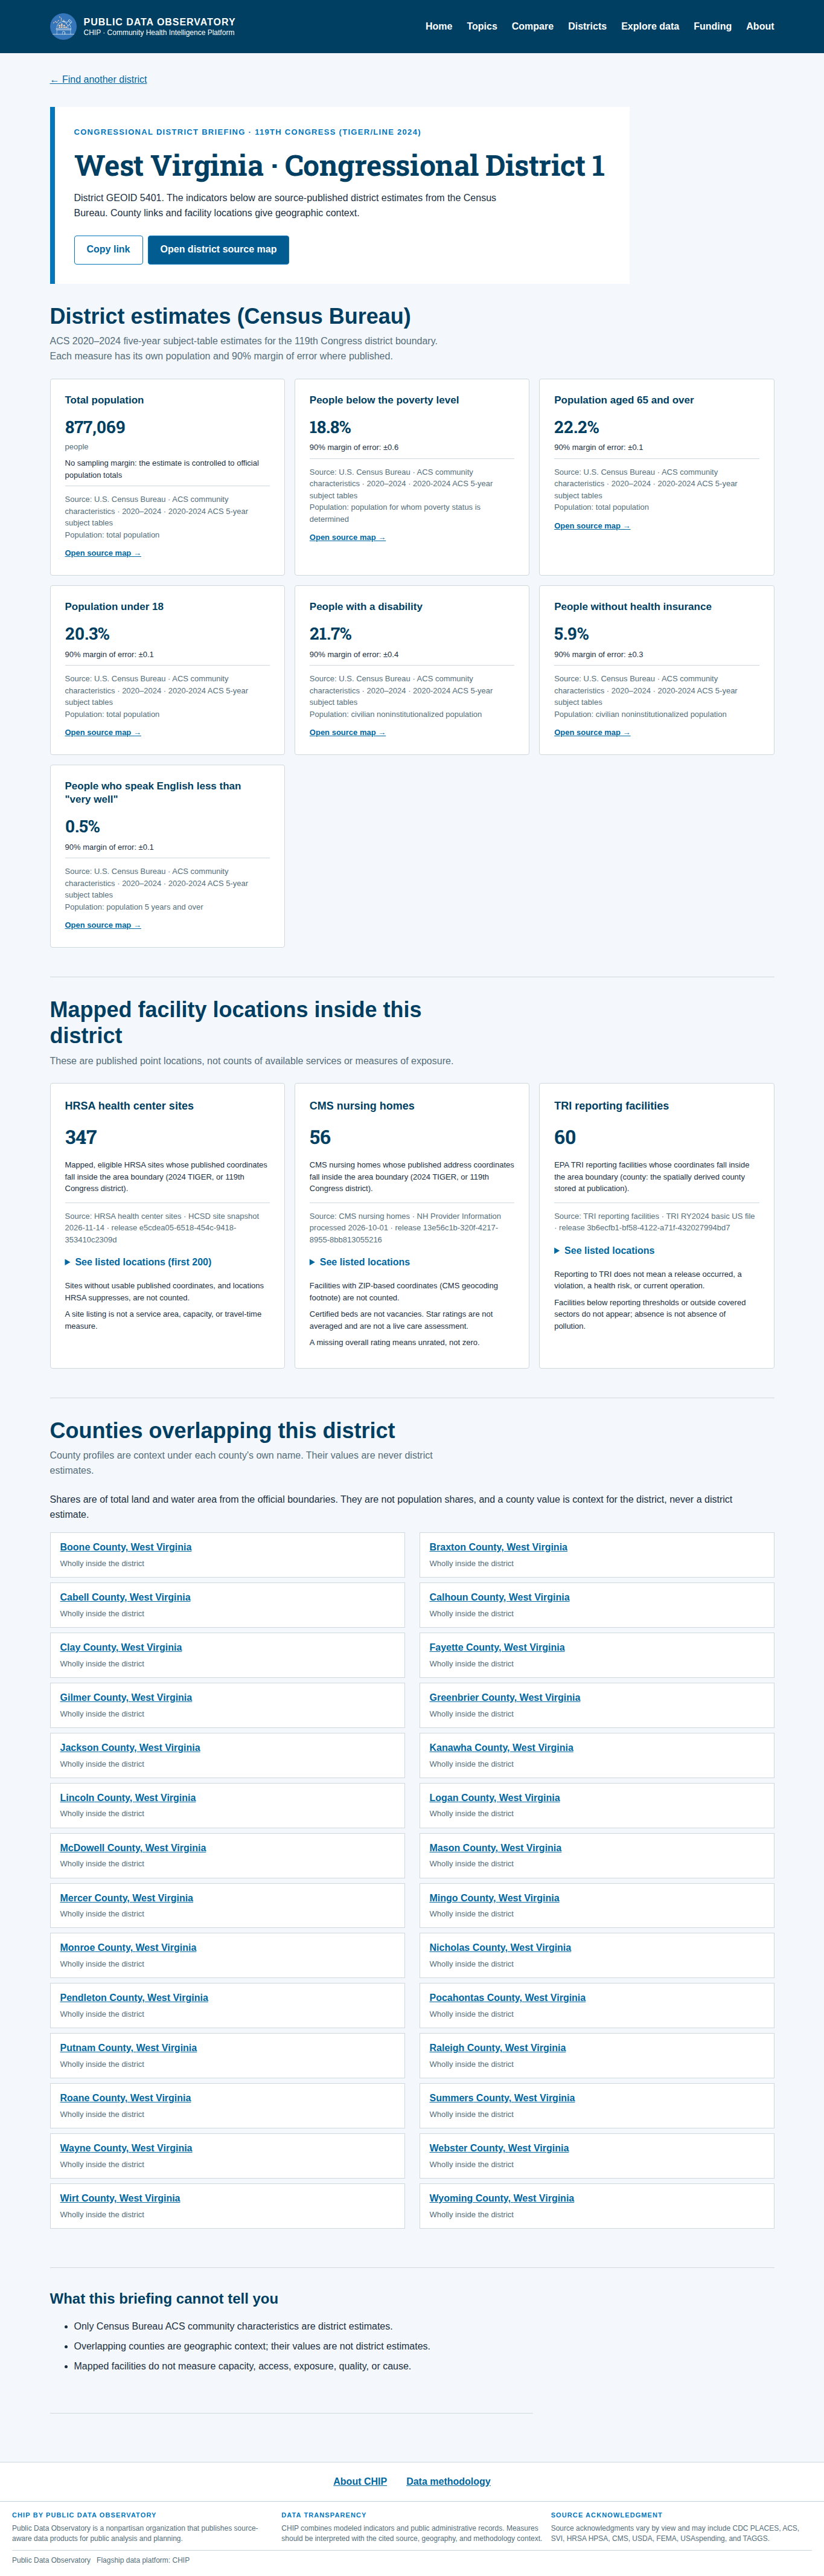 PUBLIC DATA OBSERVATORY
CHIP · Community Health Intelligence Platform
Home Topics Compare Districts Explore data Funding About
← Find another district
CONGRESSIONAL DISTRICT BRIEFING · 119TH CONGRESS (TIGER/LINE 2024)
West Virginia · Congressional District 1
District GEOID 5401. The indicators below are source-published district estimates from the Census
Bureau. County links and facility locations give geographic context.
Copy link Open district source map
District estimates (Census Bureau)
ACS 2020–2024 five-year subject-table estimates for the 119th Congress district boundary.
Each measure has its own population and 90% margin of error where published.
Total population
877,069
people
No sampling margin: the estimate is controlled to official
population totals
Source: U.S. Census Bureau · ACS community
characteristics · 2020–2024 · 2020-2024 ACS 5-year
subject tables
Population: total population
Open source map →
People below the poverty level
18.8%
90% margin of error: ±0.6
Source: U.S. Census Bureau · ACS community
characteristics · 2020–2024 · 2020-2024 ACS 5-year
subject tables
Population: population for whom poverty status is
determined
Open source map →
Population aged 65 and over
22.2%
90% margin of error: ±0.1
Source: U.S. Census Bureau · ACS community
characteristics · 2020–2024 · 2020-2024 ACS 5-year
subject tables
Population: total population
Open source map →
Population under 18
20.3%
90% margin of error: ±0.1
Source: U.S. Census Bureau · ACS community
characteristics · 2020–2024 · 2020-2024 ACS 5-year
subject tables
Population: total population
Open source map →
People with a disability
21.7%
90% margin of error: ±0.4
Source: U.S. Census Bureau · ACS community
characteristics · 2020–2024 · 2020-2024 ACS 5-year
subject tables
Population: civilian noninstitutionalized population
Open source map →
People without health insurance
5.9%
90% margin of error: ±0.3
Source: U.S. Census Bureau · ACS community
characteristics · 2020–2024 · 2020-2024 ACS 5-year
subject tables
Population: civilian noninstitutionalized population
Open source map →
People who speak English less than
"very well"
0.5%
90% margin of error: ±0.1
Source: U.S. Census Bureau · ACS community
characteristics · 2020–2024 · 2020-2024 ACS 5-year
subject tables
Population: population 5 years and over
Open source map →
Mapped facility locations inside this
district
These are published point locations, not counts of available services or measures of exposure.
HRSA health center sites
347
Mapped, eligible HRSA sites whose published coordinates
fall inside the area boundary (2024 TIGER, or 119th
Congress district).
Source: HRSA health center sites · HCSD site snapshot
2026-11-14 · release e5cdea05-6518-454c-9418-
353410c2309d
▶ See listed locations (first 200)
Sites without usable published coordinates, and locations
HRSA suppresses, are not counted.
A site listing is not a service area, capacity, or travel-time
measure.
CMS nursing homes
56
CMS nursing homes whose published address coordinates
fall inside the area boundary (2024 TIGER, or 119th
Congress district).
Source: CMS nursing homes · NH Provider Information
processed 2026-10-01 · release 13e56c1b-320f-4217-
8955-8bb813055216
▶ See listed locations
Facilities with ZIP-based coordinates (CMS geocoding
footnote) are not counted.
Certified beds are not vacancies. Star ratings are not
averaged and are not a live care assessment.
A missing overall rating means unrated, not zero.
TRI reporting facilities
60
EPA TRI facilities whose coordinates fall inside
the area boundary (county: the spatially derived county
stored at publication).
Source: TRI reporting facilities · TRI RY2024 basic US file
· release 3b6ecfb1-bf58-4122-a71f-432027994bd7
▶ See listed locations
Reporting to TRI does not mean a release occurred, a
violation, a health risk, or current operation.
Facilities below reporting thresholds or outside covered
sectors do not appear; absence is not absence of
pollution.
Counties overlapping this district
County profiles are context under each county's own name. Their values are never district
estimates.
Shares are of total land and water area from the official boundaries. They are not population shares, and a county value is context for the district, never a district
estimate.
Boone County, West Virginia
Wholly inside the district
Braxton County, West Virginia
Wholly inside the district
Cabell County, West Virginia
Wholly inside the district
Calhoun County, West Virginia
Wholly inside the district
Clay County, West Virginia
Wholly inside the district
Fayette County, West Virginia
Wholly inside the district
Gilmer County, West Virginia
Wholly inside the district
Greenbrier County, West Virginia
Wholly inside the district
Jackson County, West Virginia
Wholly inside the district
Kanawha County, West Virginia
Wholly inside the district
Lincoln County, West Virginia
Wholly inside the district
Logan County, West Virginia
Wholly inside the district
McDowell County, West Virginia
Wholly inside the district
Mason County, West Virginia
Wholly inside the district
Mercer County, West Virginia
Wholly inside the district
Mingo County, West Virginia
Wholly inside the district
Monroe County, West Virginia
Wholly inside the district
Nicholas County, West Virginia
Wholly inside the district
Pendleton County, West Virginia
Wholly inside the district
Pocahontas County, West Virginia
Wholly inside the district
Putnam County, West Virginia
Wholly inside the district
Raleigh County, West Virginia
Wholly inside the district
Roane County, West Virginia
Wholly inside the district
Summers County, West Virginia
Wholly inside the district
Wayne County, West Virginia
Wholly inside the district
Webster County, West Virginia
Wholly inside the district
Wirt County, West Virginia
Wholly inside the district
Wyoming County, West Virginia
Wholly inside the district
What this briefing cannot tell you
• Only Census Bureau ACS community characteristics are district estimates.
• Overlapping counties are geographic context; their values are not district estimates.
• Mapped facilities do not measure capacity, access, exposure, quality, or cause.
About CHIP Data methodology
CHIP BY PUBLIC DATA OBSERVATORY
Public Data Observatory is a nonpartisan organization that publishes source-
aware data products for public analysis and planning.
DATA TRANSPARENCY
CHIP combines modeled indicators and public administrative records. Measures
should be interpreted with the cited source, geography, and methodology context.
SOURCE ACKNOWLEDGMENT
Source acknowledgments vary by view and may include CDC PLACES, ACS,
SVI, HRSA HPSA, CMS, USDA, FEMA, USAspending, and TAGGS.
Public Data Observatory Flagship data platform: CHIP